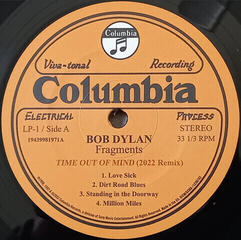 Columbia
Viva-tonal Recording
Columbia
ELECTRICAL PROCESS
LP-1 / Side A STEREO
19439981971A 33 1/3 RPM
BOB DYLAN
Fragments
TIME OUT OF MIND (2022 Remix)
1. Love Sick
2. Dirt Road Blues
3. Standing in the Doorway
4. Million Miles